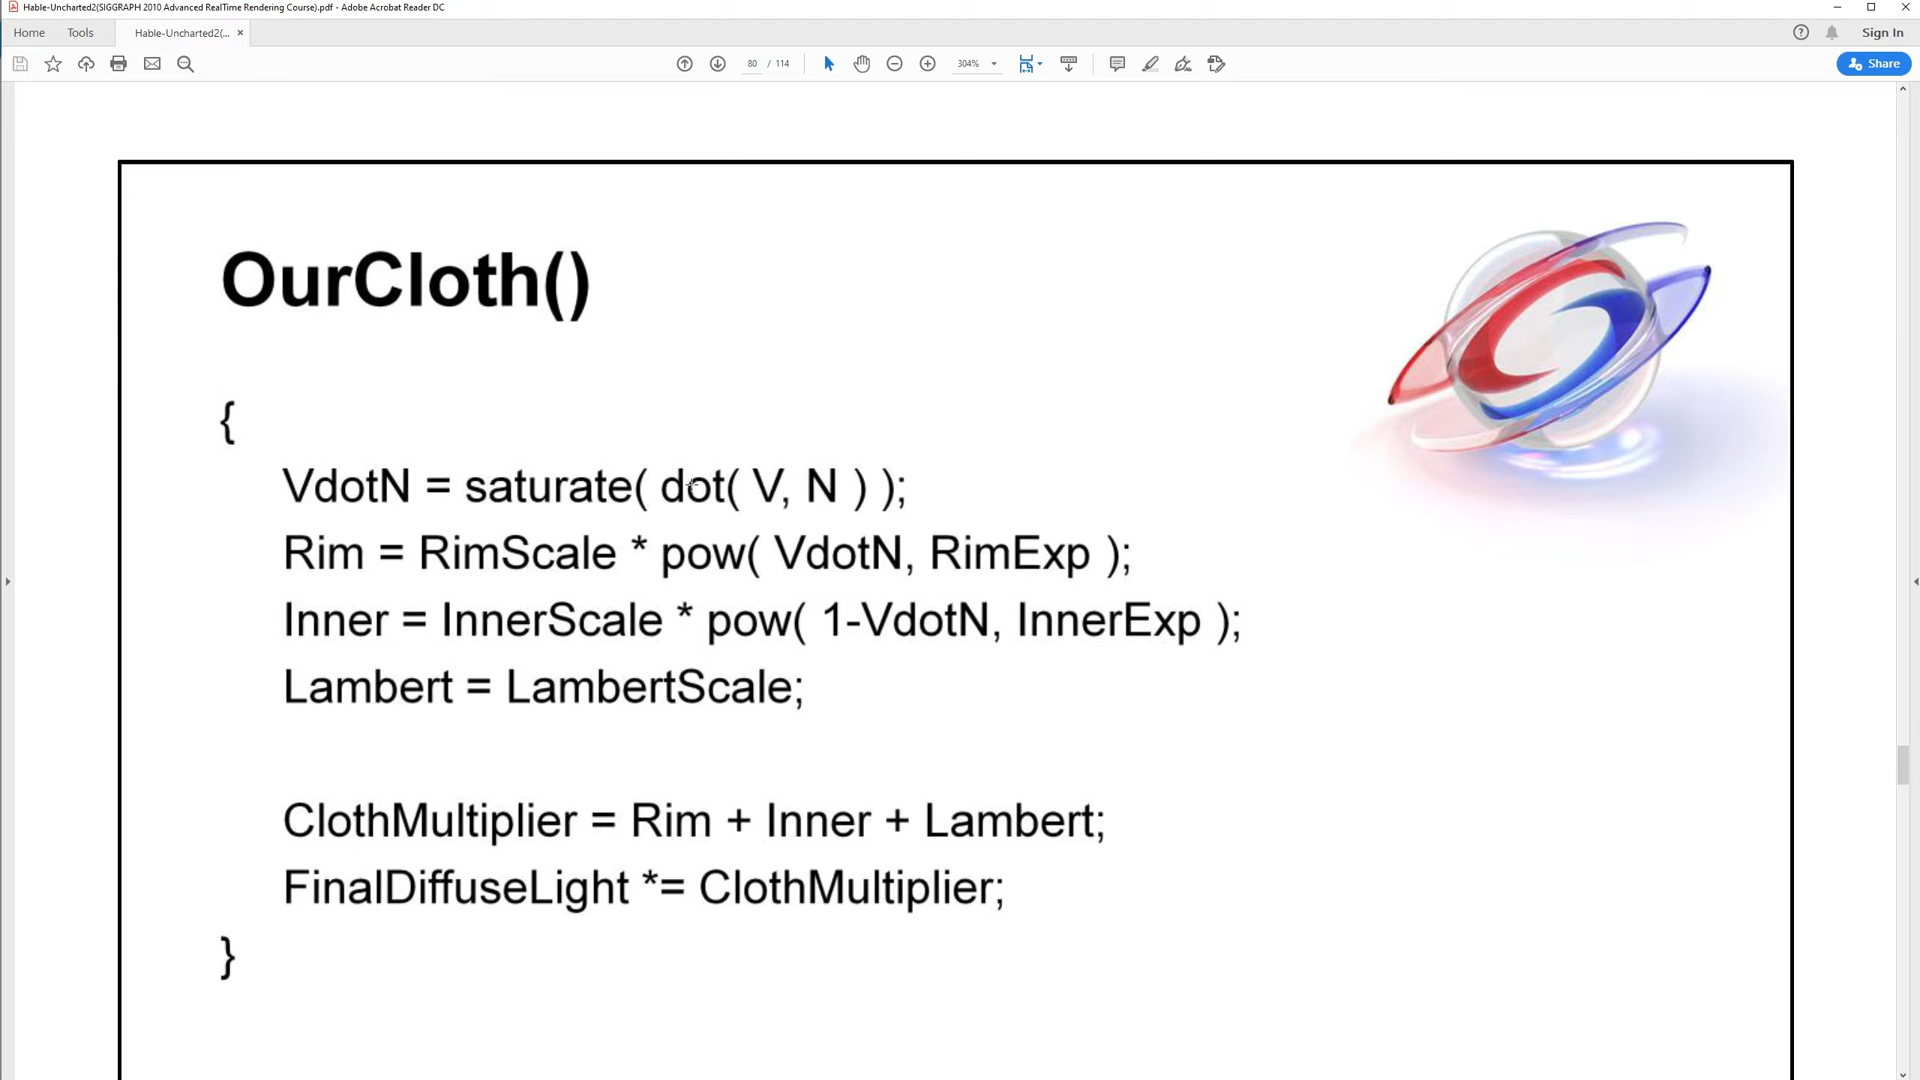 Hable-Uncharted2(SIGGRAPH 2010 Advanced RealTime Rendering Course).pdf - Adobe Acrobat Reader DC
Home Tools Hable-Uncharted2(... × Sign In
80 / 114 304% Share
OurCloth()
{
VdotN = saturate( dot( V, N ) );
Rim = RimScale * pow( VdotN, RimExp );
Inner = InnerScale * pow( 1-VdotN, InnerExp );
Lambert = LambertScale;
ClothMultiplier = Rim + Inner + Lambert;
FinalDiffuseLight *= ClothMultiplier;
}